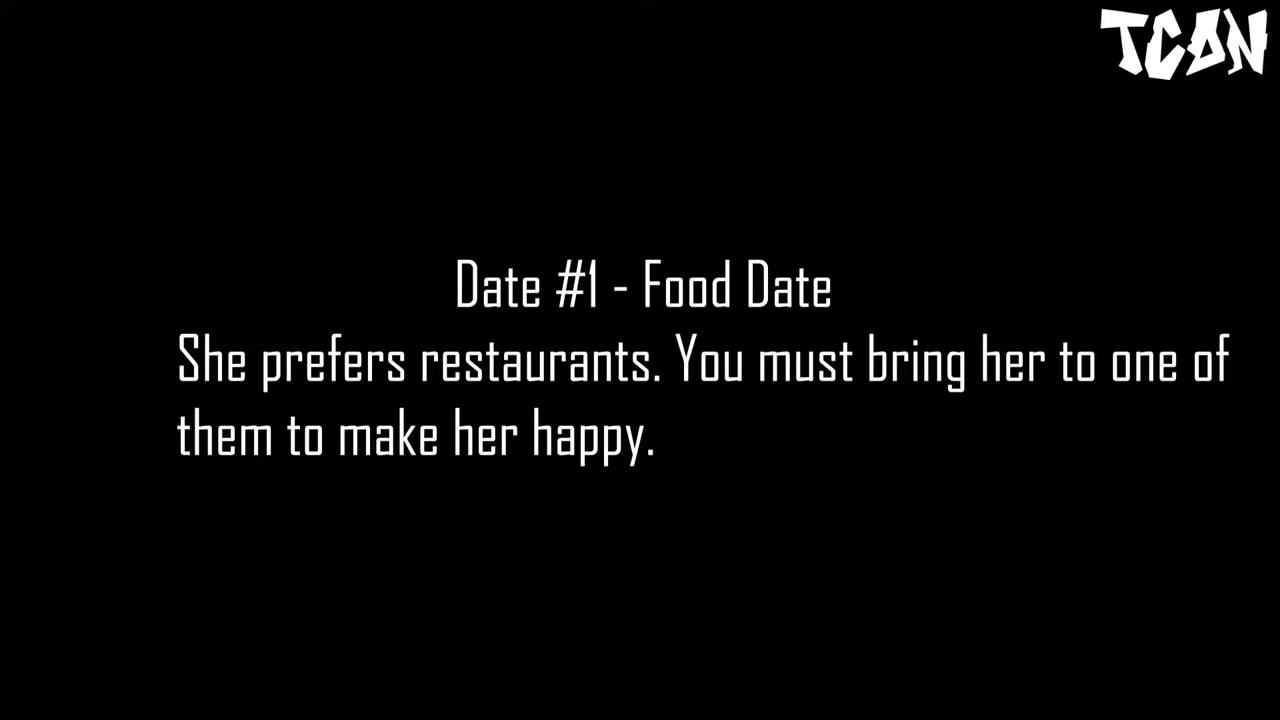 TCON
Date #1 - Food Date
She prefers restaurants. You must bring her to one of
them to make her happy.